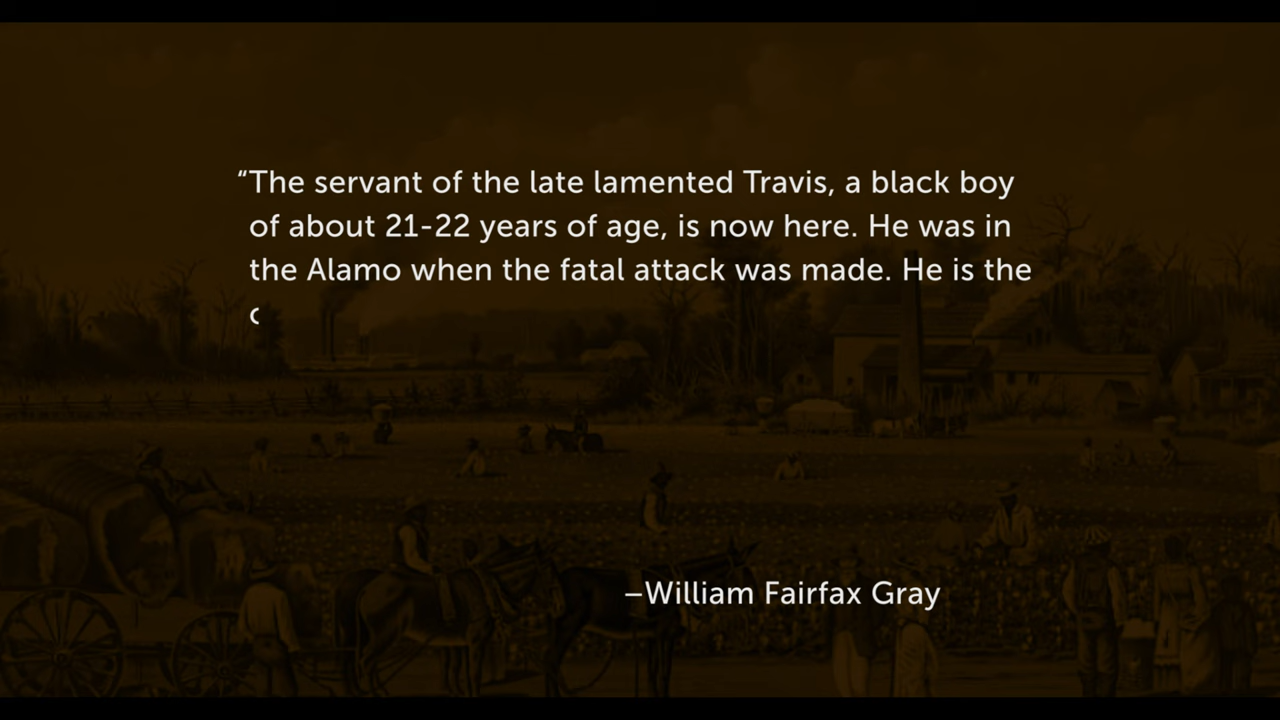 “The servant of the late lamented Travis, a black boy
of about 21-22 years of age, is now here. He was in
the Alamo when the fatal attack was made. He is the
–William Fairfax Gray